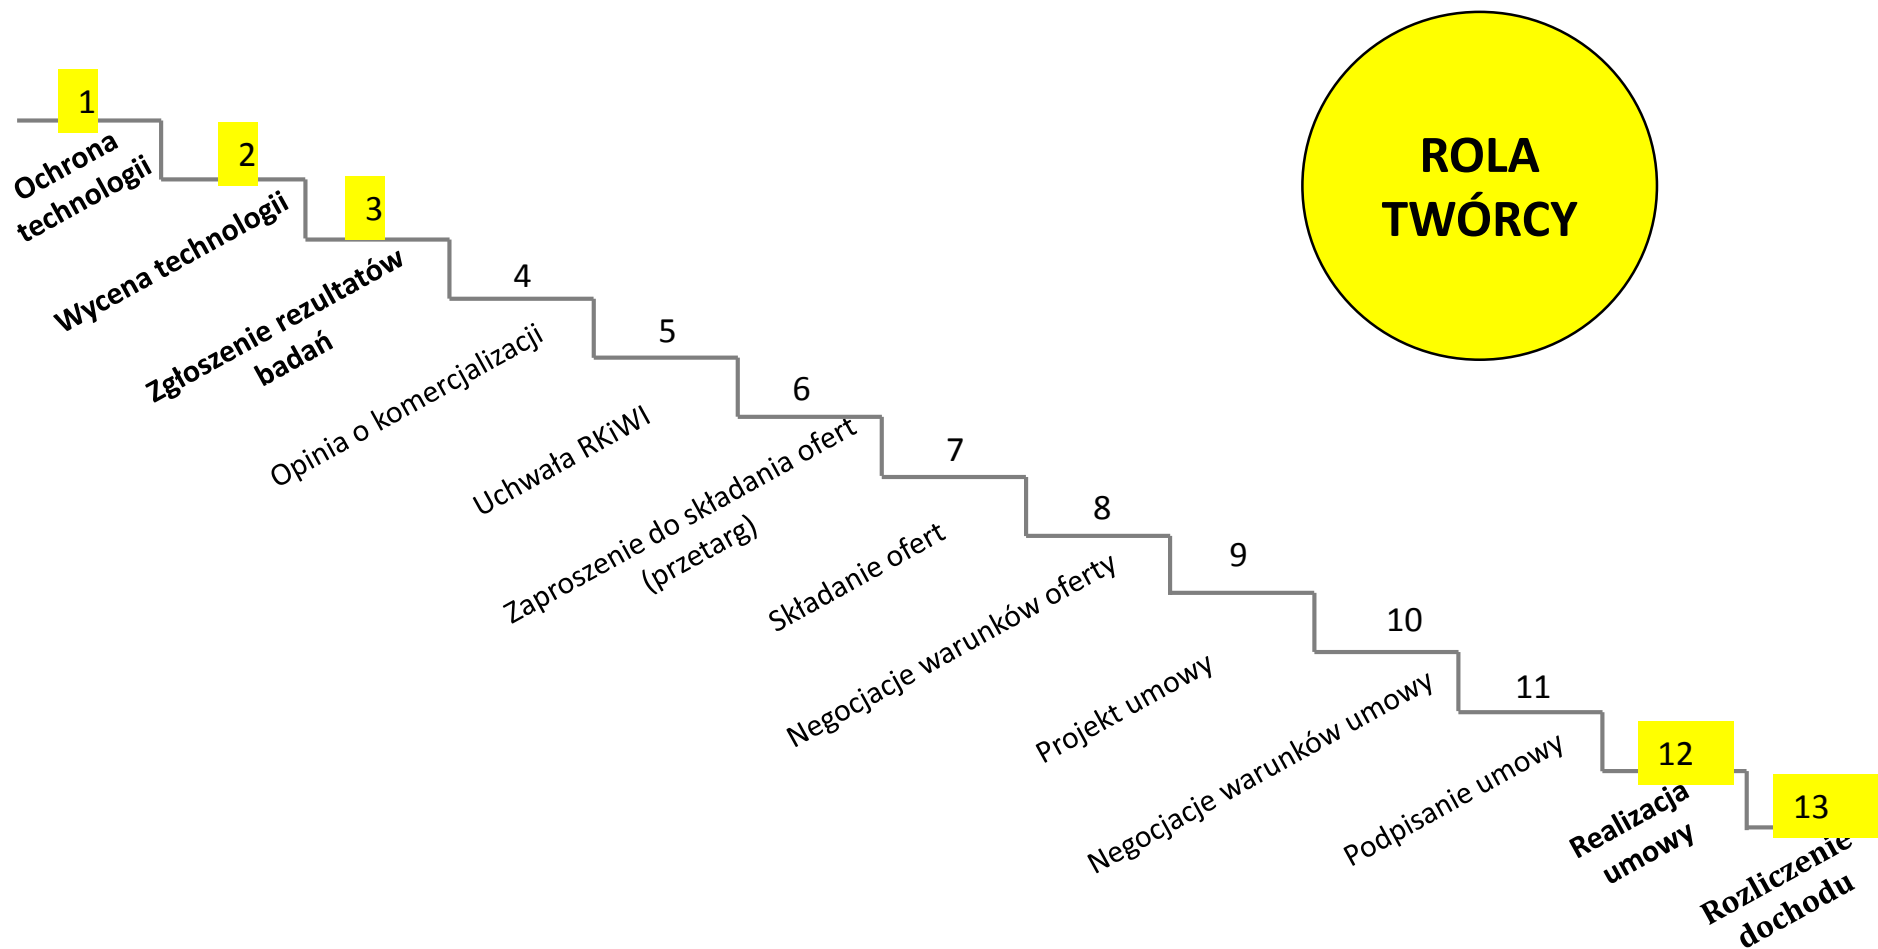 ROLA
TWÓRCY
1
Ochrona
technologii
2
Wycena technologii
3
Zgłoszenie rezultatów
badań
4
Opinia o komercjalizacji
5
Uchwała RKiWI
6
Zaproszenie do składania ofert
(przetarg)
7
Składanie ofert
8
Negocjacje warunków oferty
9
Projekt umowy
10
Negocjacje warunków umowy
11
Podpisanie umowy
12
Realizacja
umowy
13
Rozliczenie
dochodu